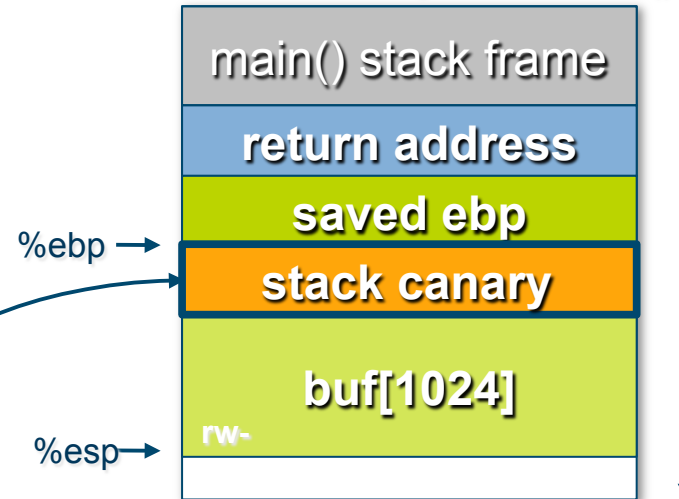 main() stack frame
return address
saved ebp
%ebp
stack canary
buf[1024]
rw-
%esp